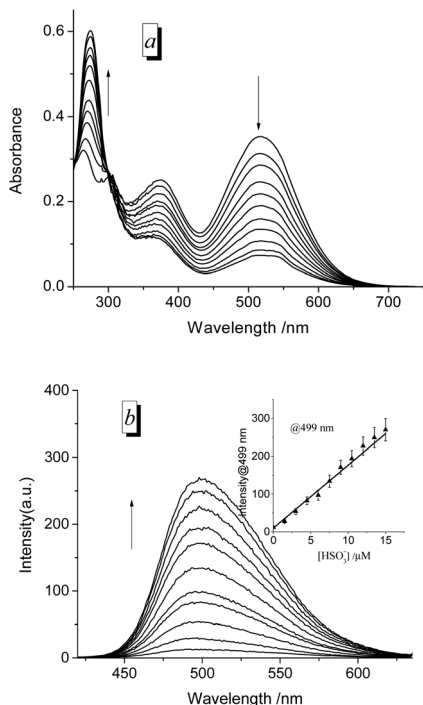 a
0.6
0.4
0.2
0.0
Absorbance
300
400
500
600
700
Wavelength /nm
b
400
300
200
100
0
Intensity(a.u.)
450
500
550
600
Wavelength /nm
@499 nm
300
200
100
0
Intensity@499 nm
0
5
10
15
[HSO₃⁻] /μM